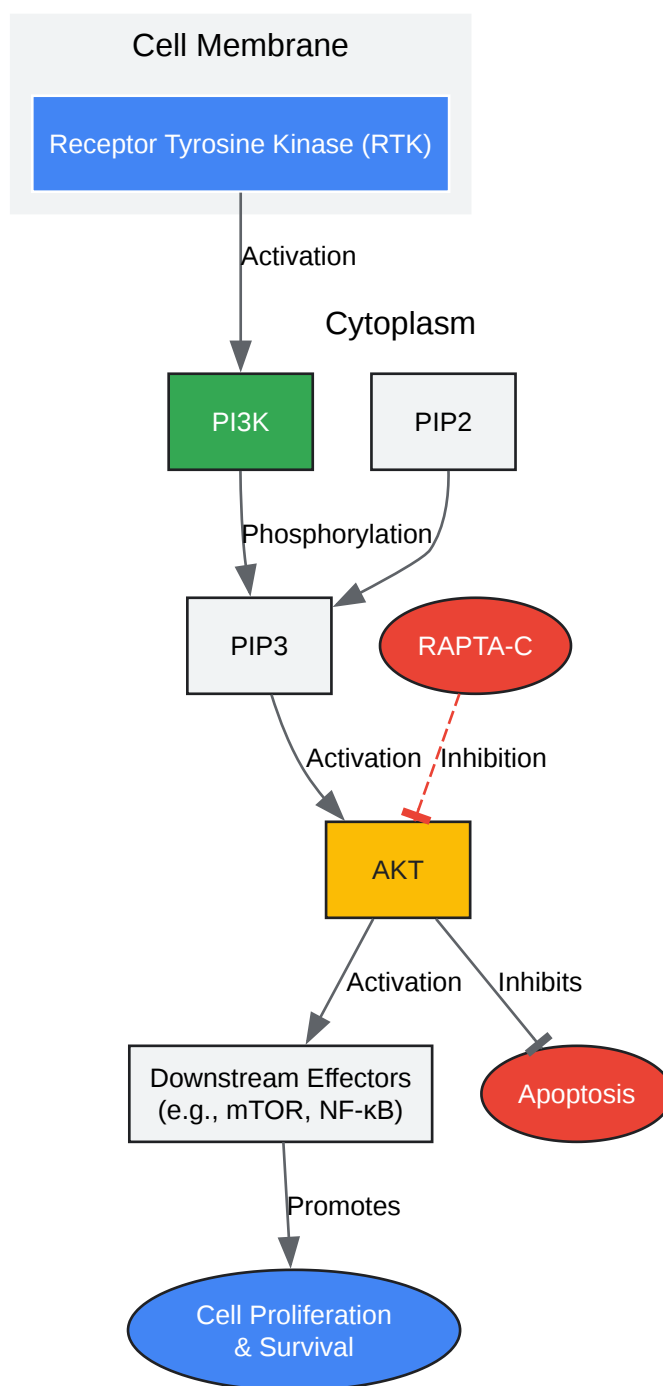 Cell Membrane
Receptor Tyrosine Kinase (RTK)
Activation
Cytoplasm
PI3K
PIP2
Phosphorylation
PIP3
RAPTA-C
Activation
Inhibition
AKT
Activation
Inhibits
Downstream Effectors
(e.g., mTOR, NF-κB)
Apoptosis
Promotes
Cell Proliferation
& Survival